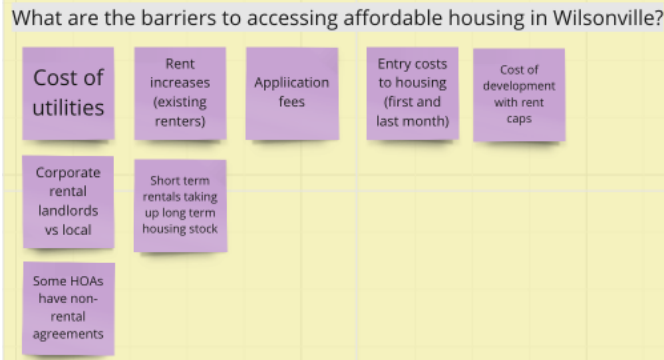 What are the barriers to accessing affordable housing in Wilsonville?
Cost of
utilities
Rent
increases
(existing
renters)
Appliication
fees
Entry costs
to housing
(first and
last month)
Cost of
development
with rent
caps
Corporate
rental
landlords
vs local
Short term
rentals taking
up long term
housing stock
Some HOAs
have non-
rental
agreements